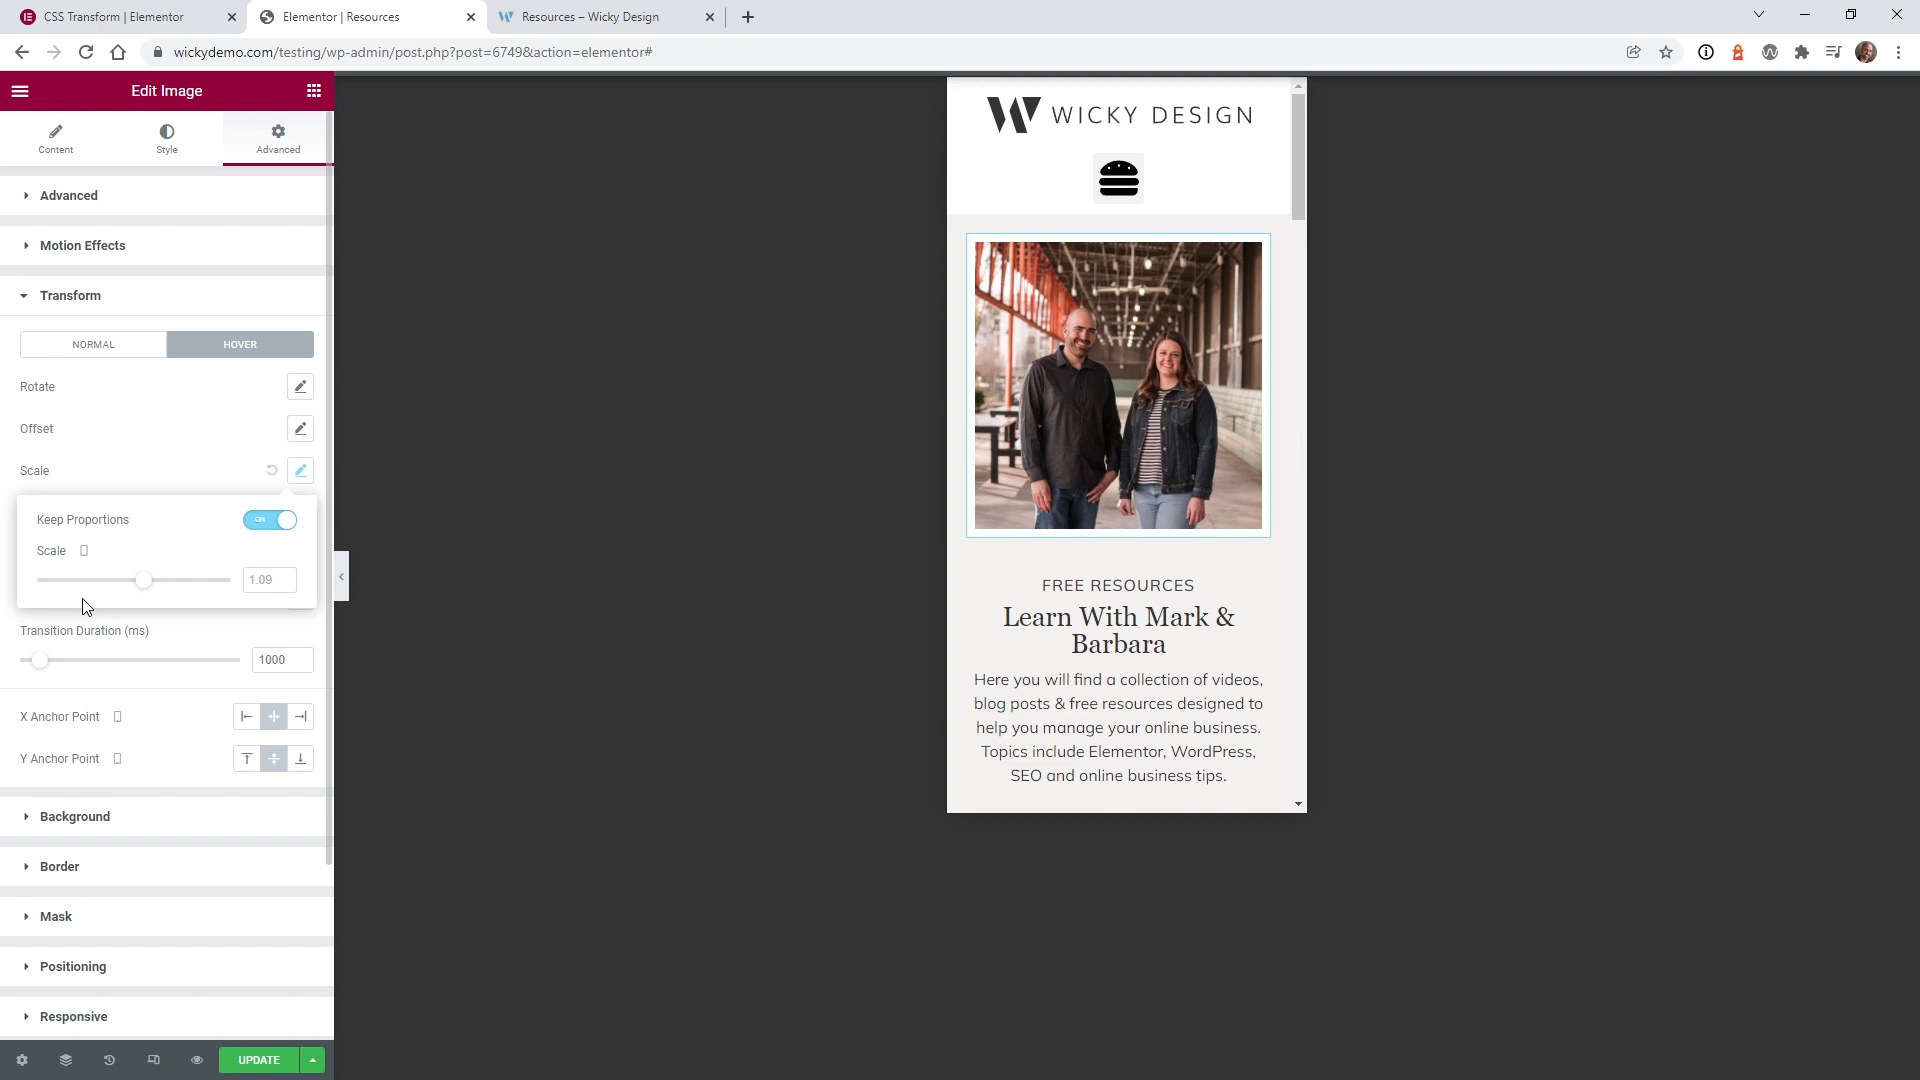 CSS Transform | Elementor
Elementor | Resources
Resources – Wicky Design
wickydemo.com/testing/wp-admin/post.php?post=6749&action=elementor#
Edit Image
Content
Style
Advanced
Advanced
Motion Effects
Transform
NORMAL
HOVER
Rotate
Offset
Scale
Keep Proportions
ON
Scale
1.09
Transition Duration (ms)
1000
X Anchor Point
Y Anchor Point
Background
Border
Mask
Positioning
Responsive
UPDATE
WICKY DESIGN
FREE RESOURCES
Learn With Mark &
Barbara
Here you will find a collection of videos,
blog posts & free resources designed to
help you manage your online business.
Topics include Elementor, WordPress,
SEO and online business tips.